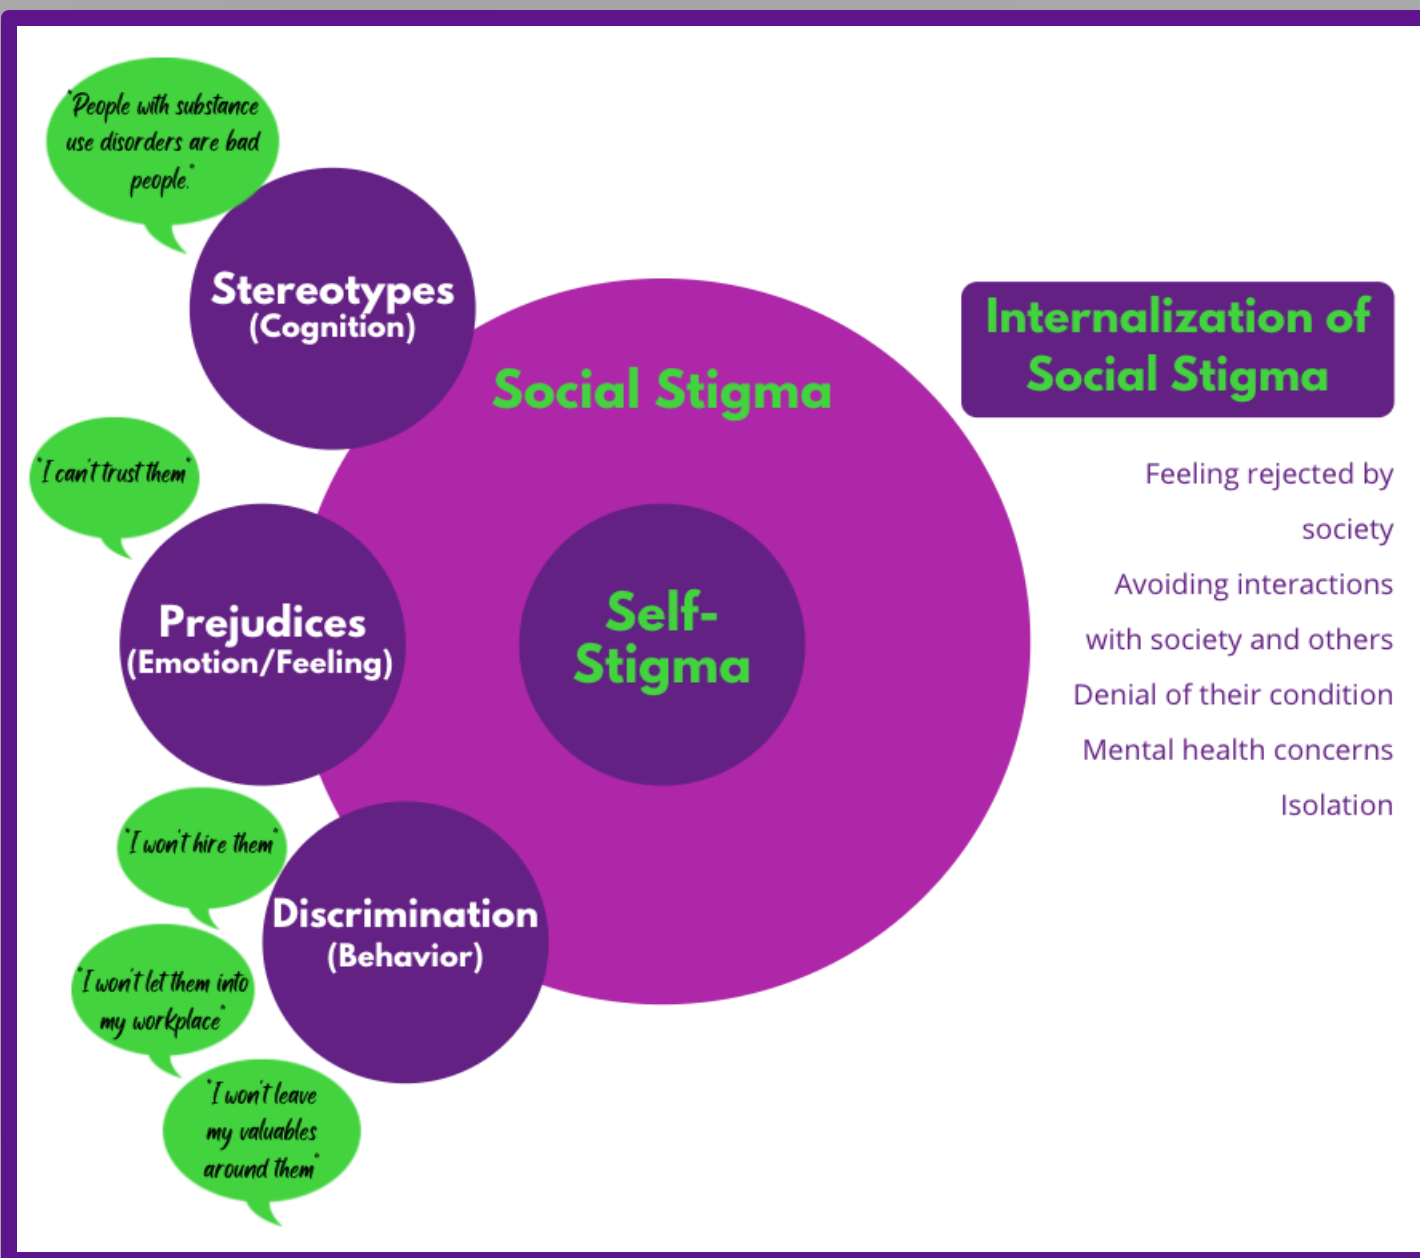 "People with substance
use disorders are bad
people."
Stereotypes
(Cognition)
Social Stigma
"I can't trust them"
Prejudices
(Emotion/Feeling)
Self-
Stigma
"I won't hire them"
Discrimination
(Behavior)
"I won't let them into
my workplace"
"I won't leave
my valuables
around them"
Internalization of
Social Stigma
Feeling rejected by
society
Avoiding interactions
with society and others
Denial of their condition
Mental health concerns
Isolation